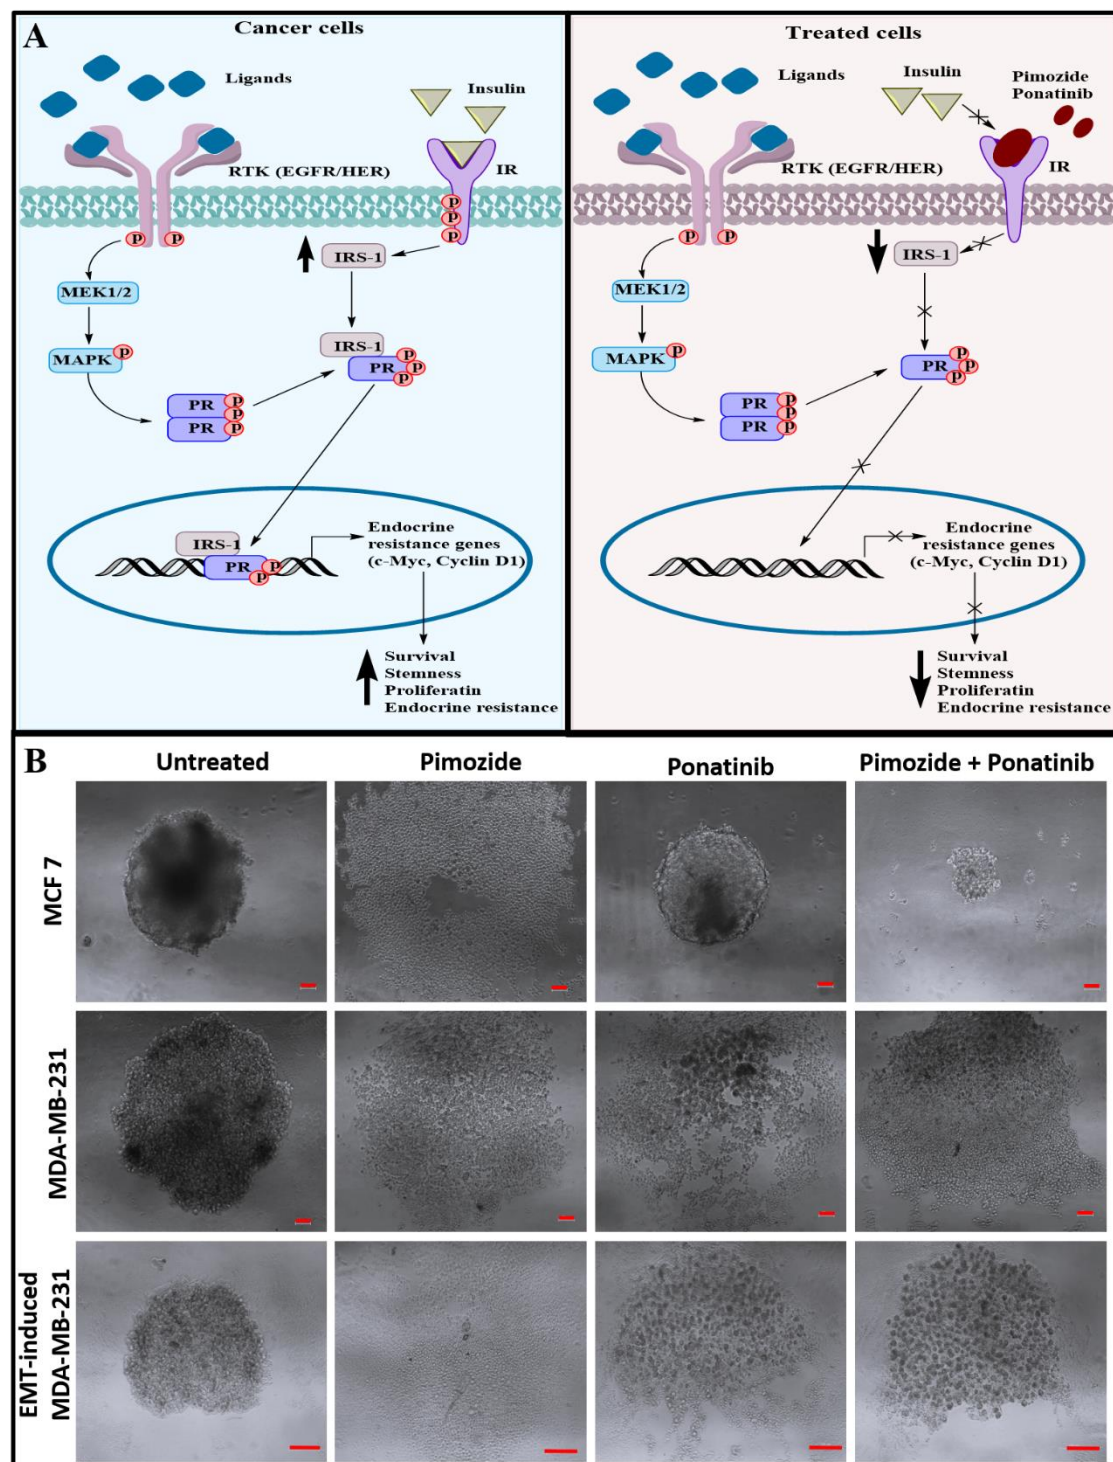 A
Cancer cells
Ligands
Insulin
RTK (EGFR/HER)
IR
P
P
P
P
P
IRS-1
MEK1/2
IRS-1
MAPK
P
PR
P
P
P
PR
P
PR
P
P
IRS-1
PR
P
P
Endocrine
resistance genes
(c-Myc, Cyclin D1)
Survival
Stemness
Proliferatin
Endocrine resistance
Treated cells
Ligands
Insulin
Pimozide
Ponatinib
RTK (EGFR/HER)
IR
P
P
IRS-1
MEK1/2
MAPK
P
PR
P
P
P
PR
P
PR
P
P
Endocrine
resistance genes
(c-Myc, Cyclin D1)
Survival
Stemness
Proliferatin
Endocrine resistance
B
Untreated
Pimozide
Ponatinib
Pimozide + Ponatinib
MCF 7
MDA-MB-231
EMT-induced
MDA-MB-231